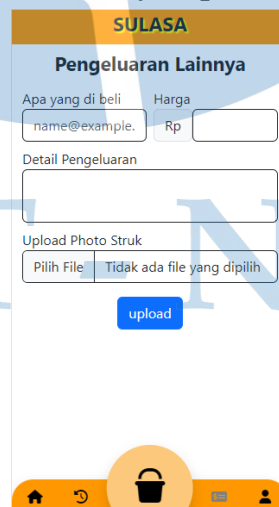 SULASA
Pengeluaran Lainnya
Apa yang di beli Harga
name@example. Rp
Detail Pengeluaran
Upload Photo Struk
Pilih File Tidak ada file yang dipilih
upload